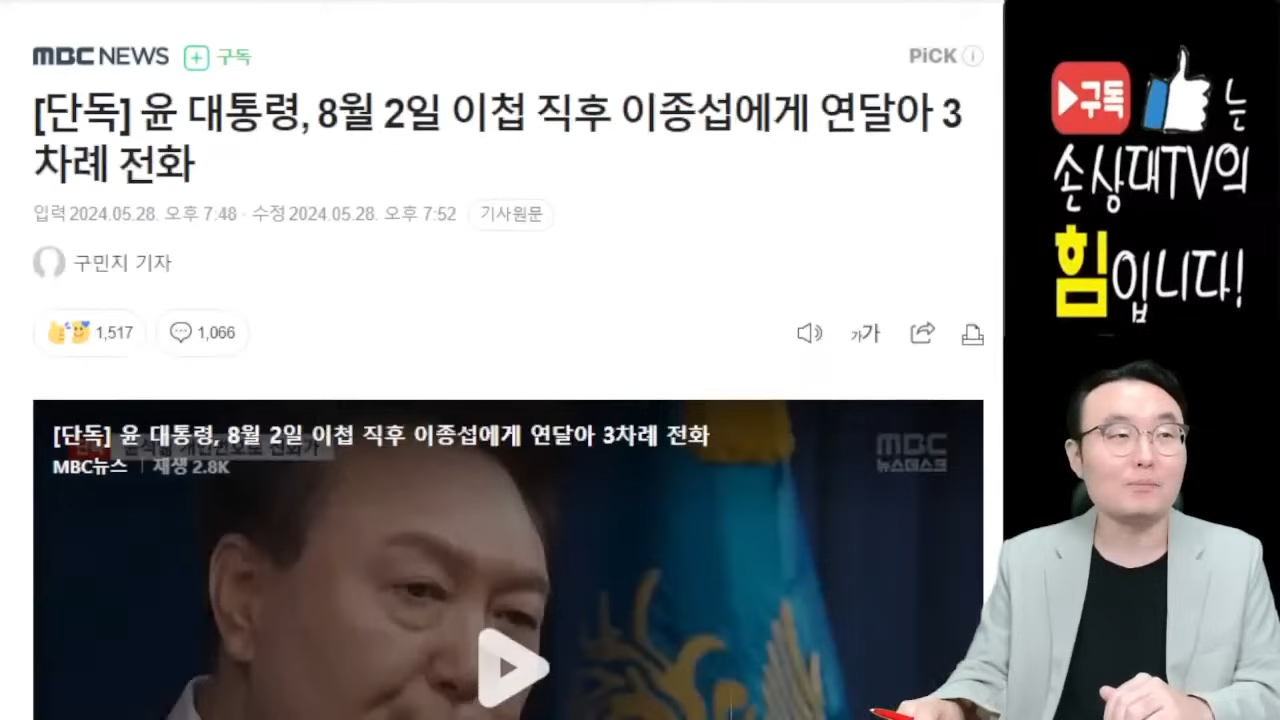 MBC NEWS + 구독
PiCK i
[단독] 윤 대통령, 8월 2일 이첩 직후 이종섭에게 연달아 3
차례 전화
입력 2024.05.28. 오후 7:48 · 수정 2024.05.28. 오후 7:52 기사원문
구민지 기자
1,517 1,066
가가
[단독] 윤 대통령, 8월 2일 이첩 직후 이종섭에게 연달아 3차례 전화
MBC뉴스 | 재생 2.8K
MBC
뉴스데스크
구독 는
손상대TV의
힘입니다!